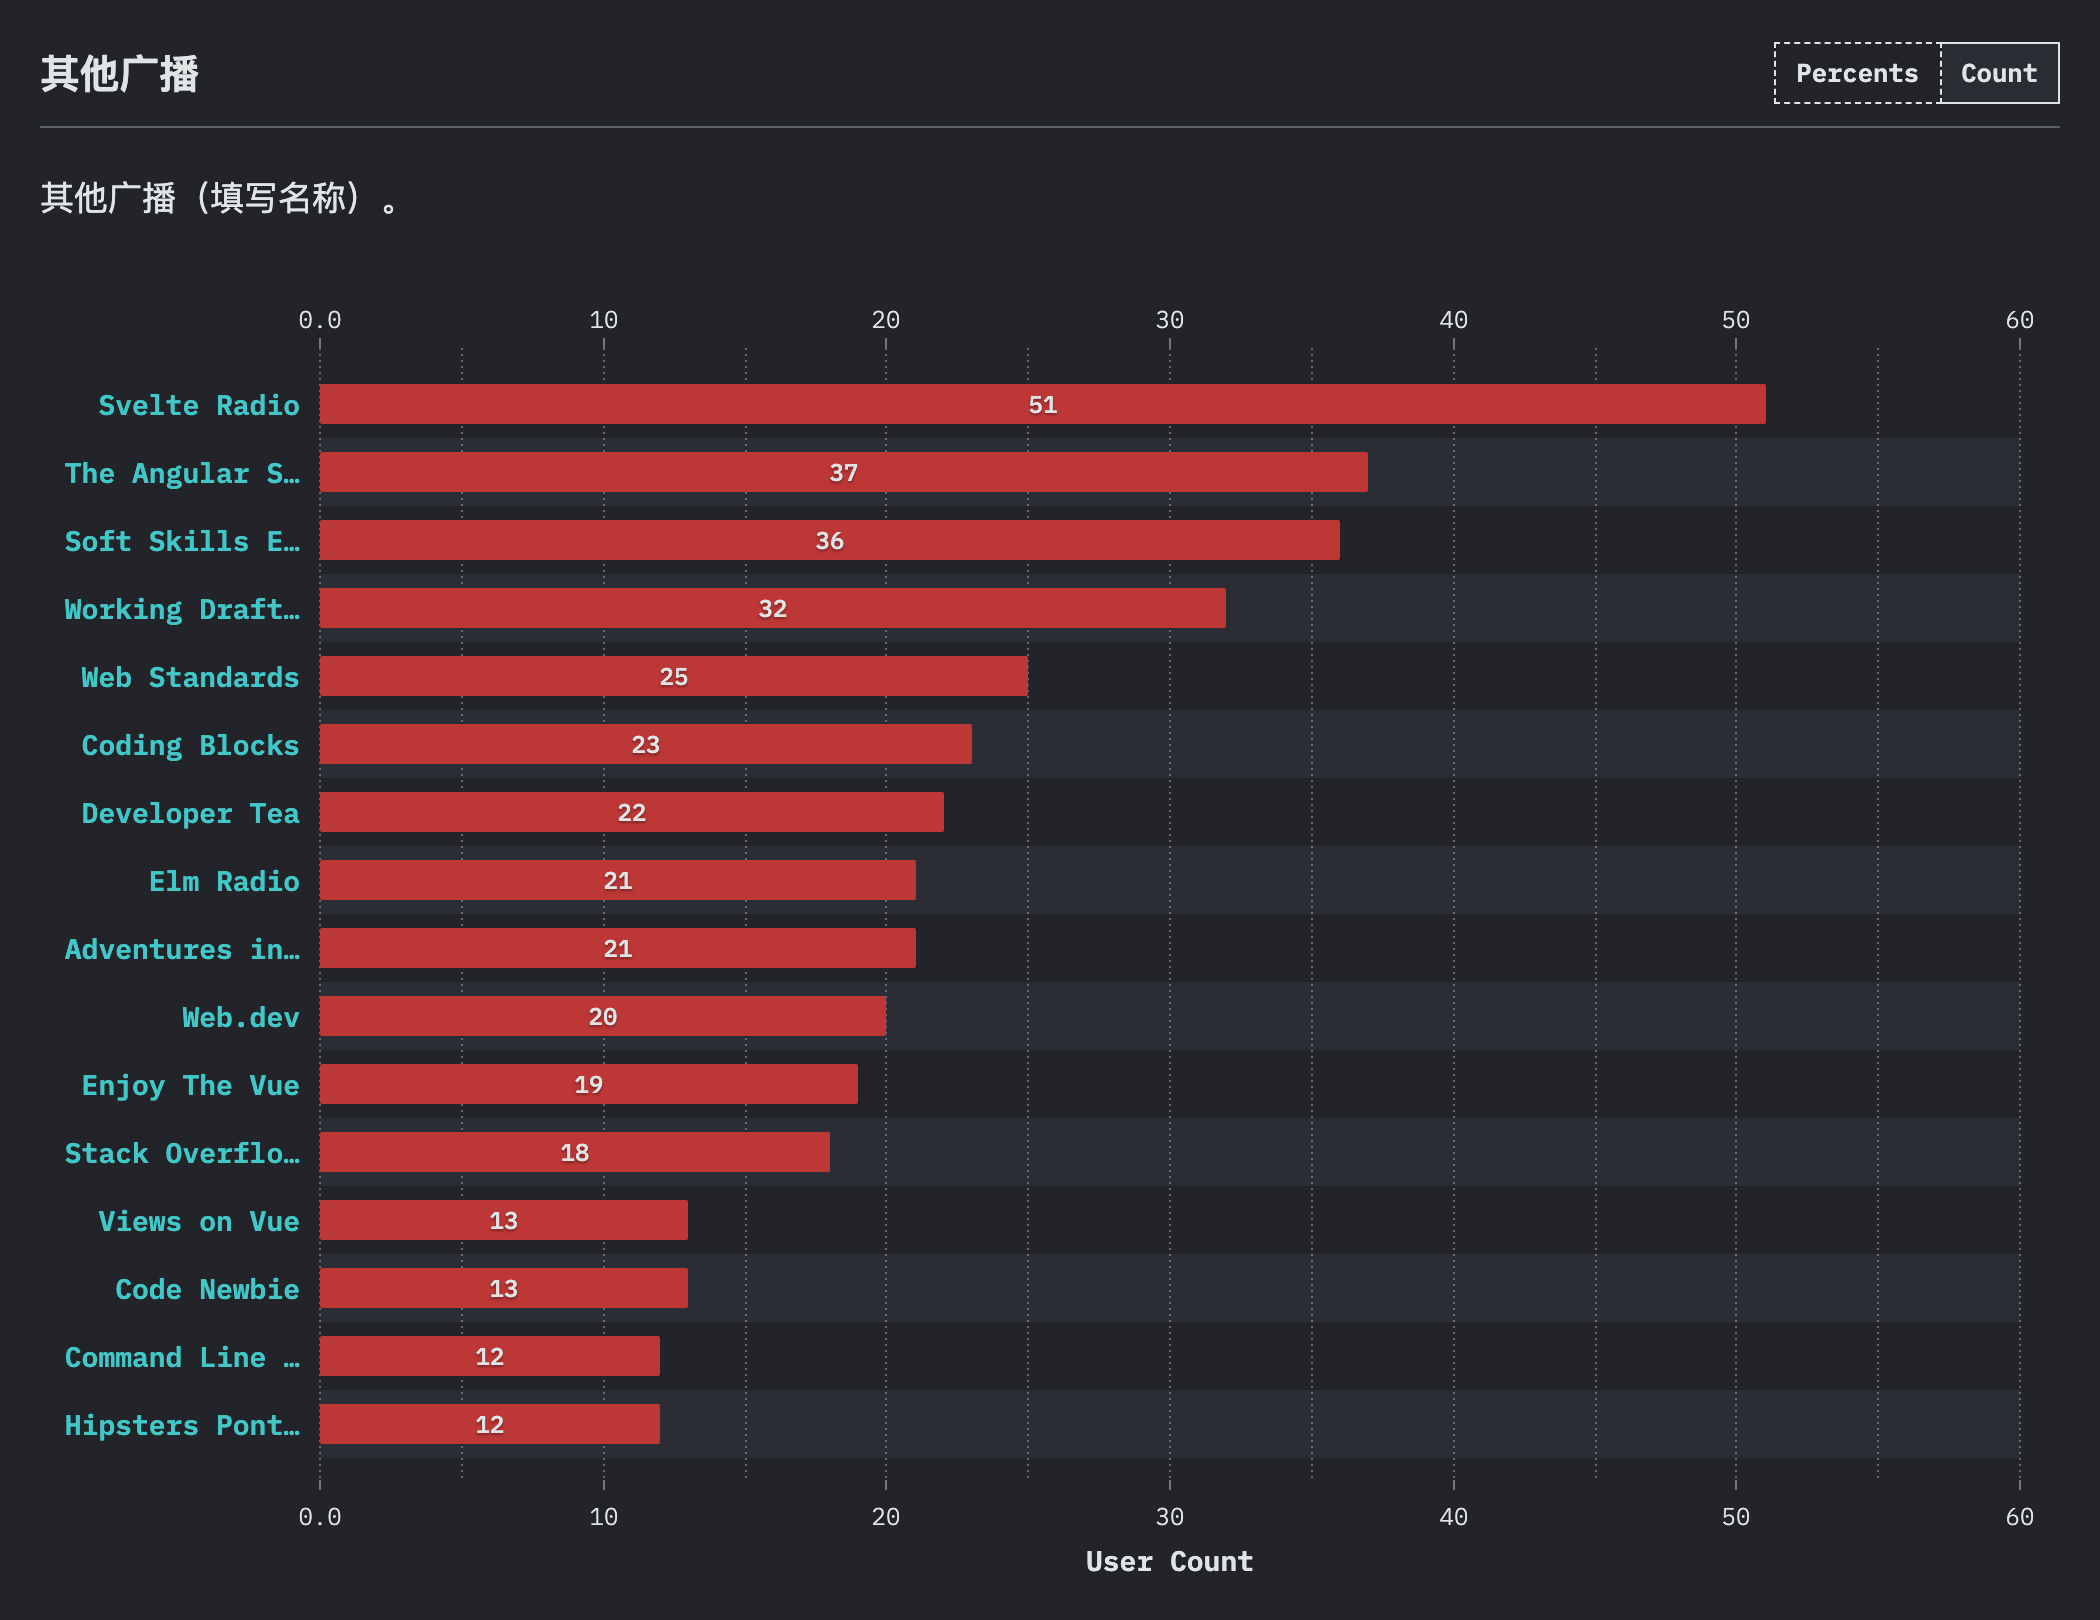 其他广播
Percents Count
其他广播（填写名称）。
0.0 10 20 30 40 50 60
Svelte Radio 51
The Angular S… 37
Soft Skills E… 36
Working Draft… 32
Web Standards 25
Coding Blocks 23
Developer Tea 22
Elm Radio 21
Adventures in… 21
Web.dev 20
Enjoy The Vue 19
Stack Overflo… 18
Views on Vue 13
Code Newbie 13
Command Line … 12
Hipsters Pont… 12
0.0 10 20 30 40 50 60
User Count